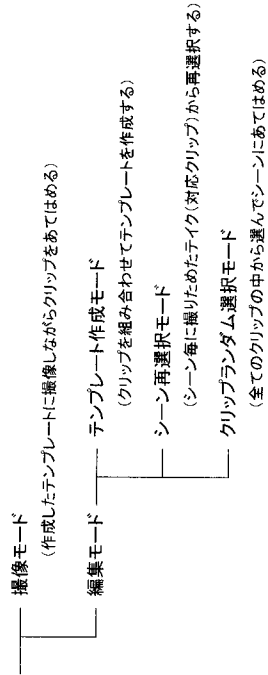 撮像モード
(作成したテンプレートに撮像しながらクリップをあてはめる)
編集モード
テンプレート作成モード
(クリップを組み合わせてテンプレートを作成する)
シーン再選択モード
(シーン毎に撮りためたテイク(対応クリップ)から再選択する)
クリップランダム選択モード
(全てのクリップの中から選んでシーンにあてはめる)